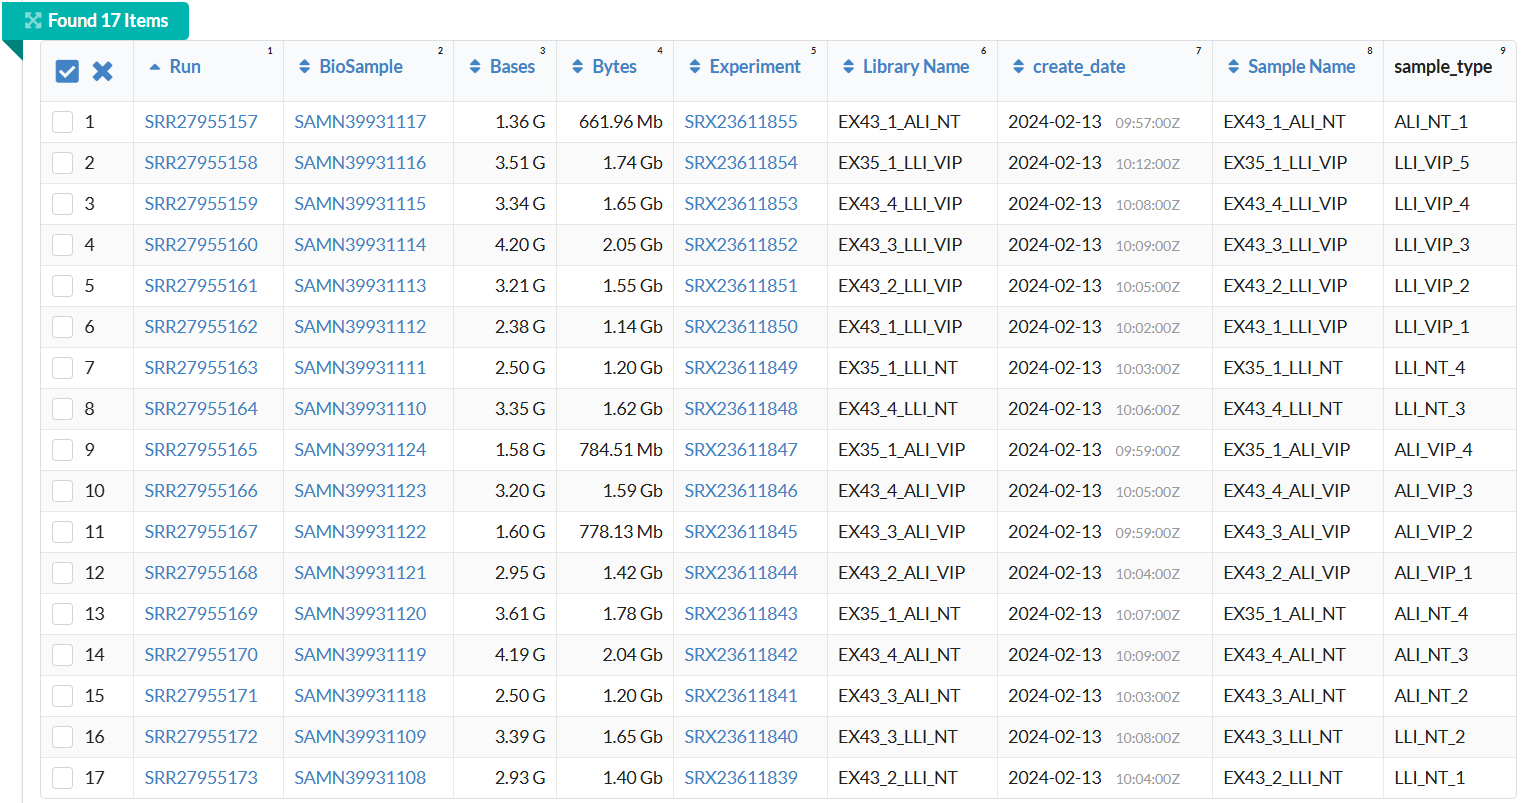 Found 17 Items
1 2 3 4 5 6 7 8 9
Run BioSample Bases Bytes Experiment Library Name create_date Sample Name sample_type
1 SRR27955157 SAMN39931117 1.36 G 661.96 Mb SRX23611855 EX43_1_ALI_NT 2024-02-13 09:57:00Z EX43_1_ALI_NT ALI_NT_1
2 SRR27955158 SAMN39931116 3.51 G 1.74 Gb SRX23611854 EX35_1_LLI_VIP 2024-02-13 10:12:00Z EX35_1_LLI_VIP LLI_VIP_5
3 SRR27955159 SAMN39931115 3.34 G 1.65 Gb SRX23611853 EX43_4_LLI_VIP 2024-02-13 10:08:00Z EX43_4_LLI_VIP LLI_VIP_4
4 SRR27955160 SAMN39931114 4.20 G 2.05 Gb SRX23611852 EX43_3_LLI_VIP 2024-02-13 10:09:00Z EX43_3_LLI_VIP LLI_VIP_3
5 SRR27955161 SAMN39931113 3.21 G 1.55 Gb SRX23611851 EX43_2_LLI_VIP 2024-02-13 10:05:00Z EX43_2_LLI_VIP LLI_VIP_2
6 SRR27955162 SAMN39931112 2.38 G 1.14 Gb SRX23611850 EX43_1_LLI_VIP 2024-02-13 10:02:00Z EX43_1_LLI_VIP LLI_VIP_1
7 SRR27955163 SAMN39931111 2.50 G 1.20 Gb SRX23611849 EX35_1_LLI_NT 2024-02-13 10:03:00Z EX35_1_LLI_NT LLI_NT_4
8 SRR27955164 SAMN39931110 3.35 G 1.62 Gb SRX23611848 EX43_4_LLI_NT 2024-02-13 10:06:00Z EX43_4_LLI_NT LLI_NT_3
9 SRR27955165 SAMN39931124 1.58 G 784.51 Mb SRX23611847 EX35_1_ALI_VIP 2024-02-13 09:59:00Z EX35_1_ALI_VIP ALI_VIP_4
10 SRR27955166 SAMN39931123 3.20 G 1.59 Gb SRX23611846 EX43_4_ALI_VIP 2024-02-13 10:05:00Z EX43_4_ALI_VIP ALI_VIP_3
11 SRR27955167 SAMN39931122 1.60 G 778.13 Mb SRX23611845 EX43_3_ALI_VIP 2024-02-13 09:59:00Z EX43_3_ALI_VIP ALI_VIP_2
12 SRR27955168 SAMN39931121 2.95 G 1.42 Gb SRX23611844 EX43_2_ALI_VIP 2024-02-13 10:04:00Z EX43_2_ALI_VIP ALI_VIP_1
13 SRR27955169 SAMN39931120 3.61 G 1.78 Gb SRX23611843 EX35_1_ALI_NT 2024-02-13 10:07:00Z EX35_1_ALI_NT ALI_NT_4
14 SRR27955170 SAMN39931119 4.19 G 2.04 Gb SRX23611842 EX43_4_ALI_NT 2024-02-13 10:09:00Z EX43_4_ALI_NT ALI_NT_3
15 SRR27955171 SAMN39931118 2.50 G 1.20 Gb SRX23611841 EX43_3_ALI_NT 2024-02-13 10:03:00Z EX43_3_ALI_NT ALI_NT_2
16 SRR27955172 SAMN39931109 3.39 G 1.65 Gb SRX23611840 EX43_3_LLI_NT 2024-02-13 10:08:00Z EX43_3_LLI_NT LLI_NT_2
17 SRR27955173 SAMN39931108 2.93 G 1.40 Gb SRX23611839 EX43_2_LLI_NT 2024-02-13 10:04:00Z EX43_2_LLI_NT LLI_NT_1